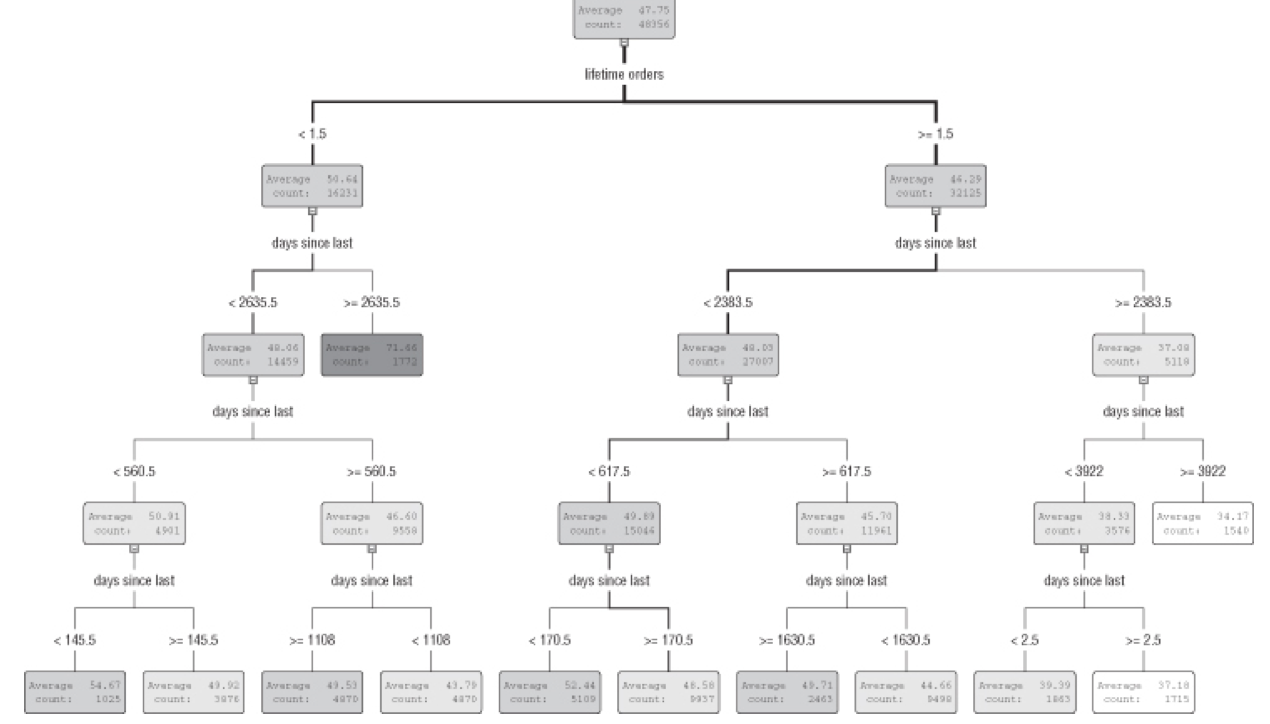 Average 47.75
count: 48356
lifetime orders
< 1.5
>= 1.5
Average 50.64
count: 16231
Average 46.29
count: 32125
days since last
days since last
< 2635.5
>= 2635.5
< 2383.5
>= 2383.5
Average 48.06
count: 14459
Average 71.66
count: 1772
Average 48.03
count: 27007
Average 37.08
count: 5118
days since last
days since last
days since last
< 560.5
>= 560.5
< 617.5
>= 617.5
< 3922
>= 3922
Average 50.91
count: 4901
Average 46.60
count: 9558
Average 49.89
count: 15046
Average 45.70
count: 11961
Average 38.33
count: 3576
Average 34.17
count: 1540
days since last
days since last
days since last
days since last
days since last
< 145.5
>= 145.5
>= 1108
< 1108
< 170.5
>= 170.5
>= 1630.5
< 1630.5
< 2.5
>= 2.5
Average 54.67
count: 1025
Average 49.92
count: 3876
Average 49.53
count:
Average 43.79
count:
Average 52.44
count: 5109
Average 48.58
count: 9937
Average 49.71
count: 2463
Average 44.66
count: 9498
Average 39.39
count:
Average 37.18
count: 1715